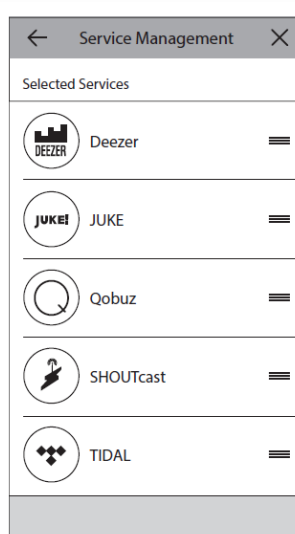 Service Management
Selected Services
DEEZER
Deezer
JUKE!
JUKE
Qobuz
SHOUTcast
TIDAL